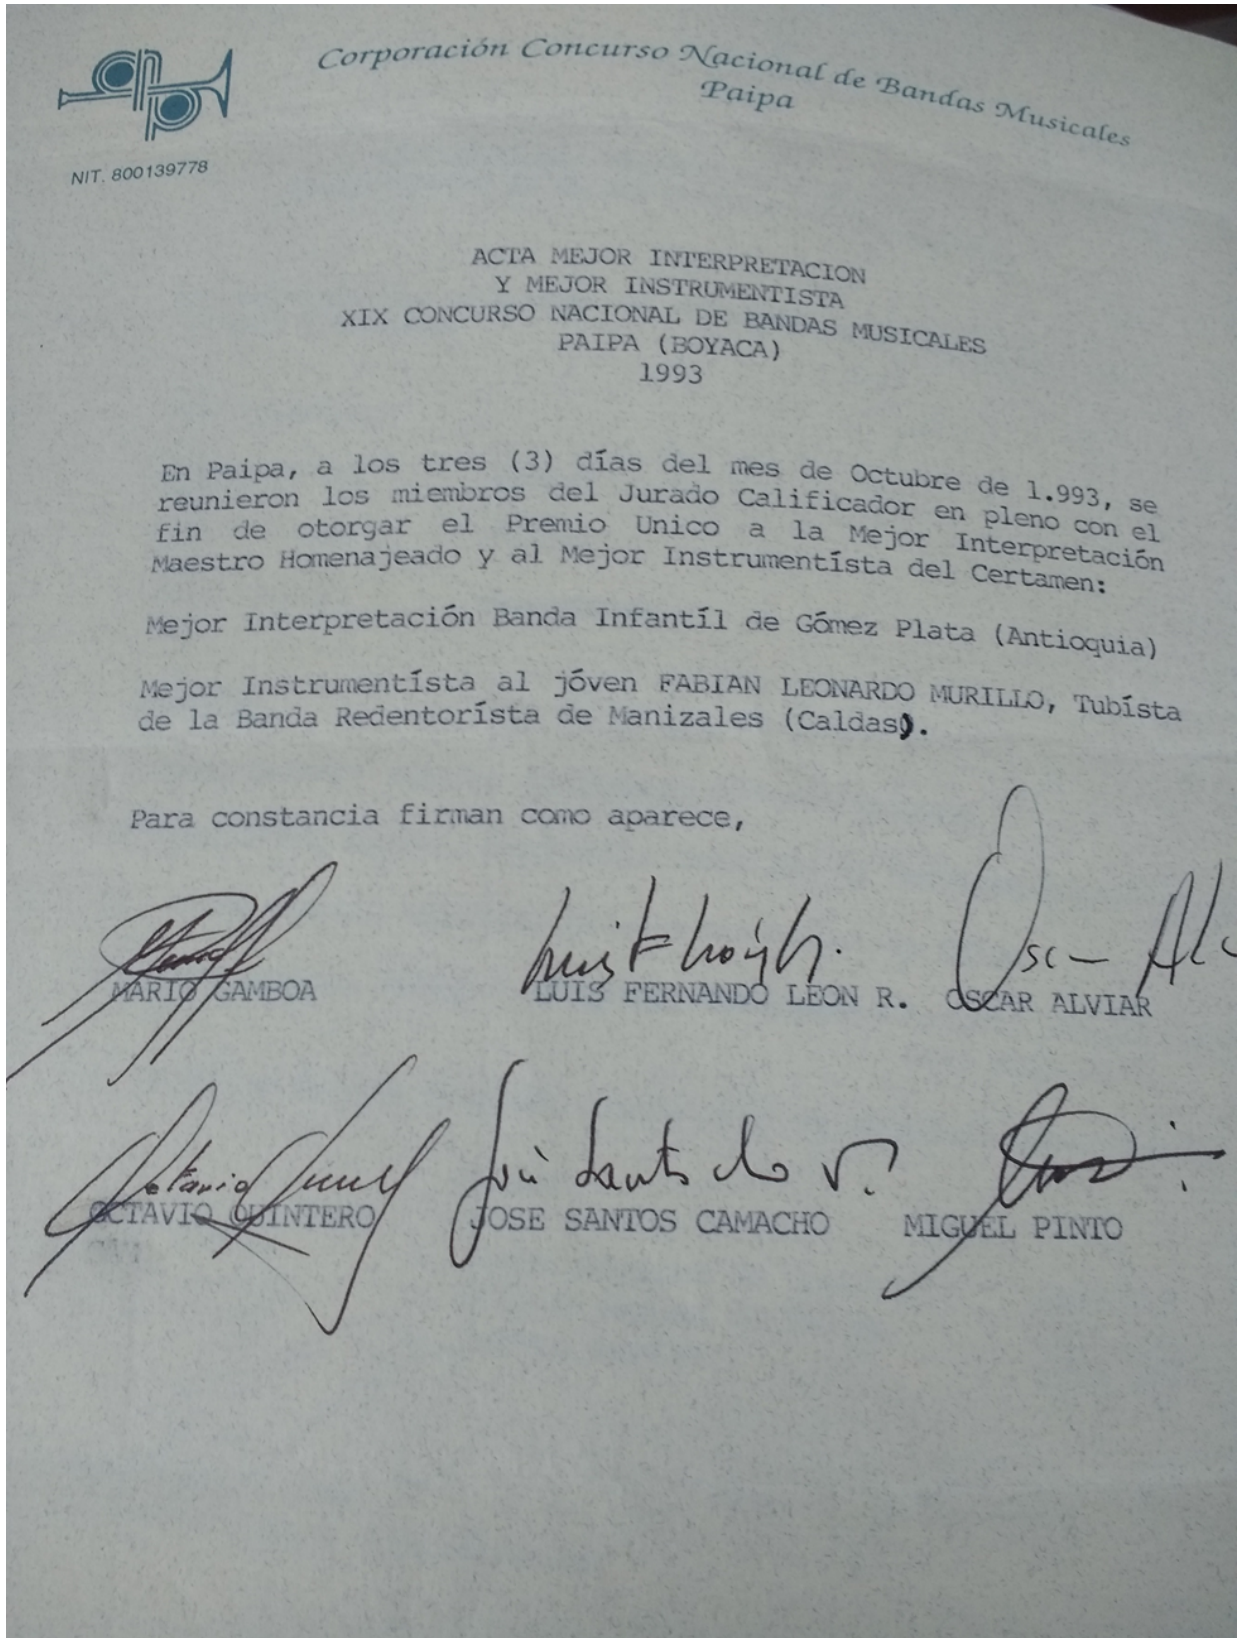 Corporación Concurso Nacional de Bandas Musicales
Paipa
NIT. 800139778
ACTA MEJOR INTERPRETACION
Y MEJOR INSTRUMENTISTA
XIX CONCURSO NACIONAL DE BANDAS MUSICALES
PAIPA (BOYACA)
1993
En Paipa, a los tres (3) días del mes de Octubre de 1.993, se
reunieron los miembros del Jurado Calificador en pleno con el
fin de otorgar el Premio Unico a la Mejor Interpretación
Maestro Homenajeado y al Mejor Instrumentísta del Certamen:
Mejor Interpretación Banda Infantíl de Gómez Plata (Antioquia)
Mejor Instrumentísta al jóven FABIAN LEONARDO MURILLO, Tubísta
de la Banda Redentorísta de Manizales (Caldas).
Para constancia firman como aparece,
MARIO GAMBOA LUIS FERNANDO LEON R. OSCAR ALVIAR
OCTAVIO QUINTERO JOSE SANTOS CAMACHO MIGUEL PINTO